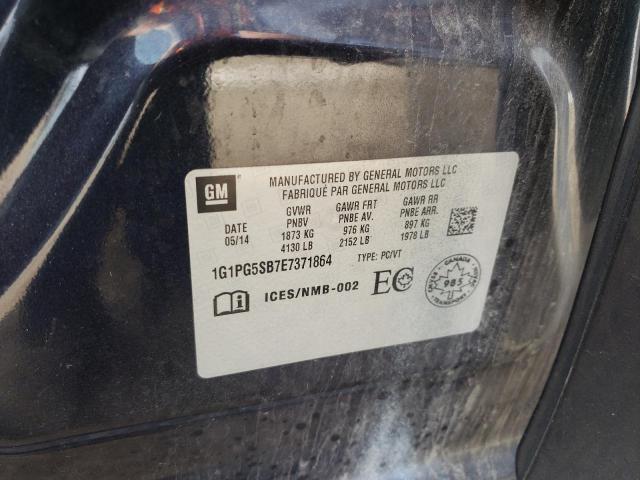 GM
MANUFACTURED BY GENERAL MOTORS LLC
FABRIQUÉ PAR GENERAL MOTORS LLC
DATE GVWR GAWR FRT GAWR RR
05/14 PNBV PNBE AV. PNBE ARR.
1873 KG 976 KG 897 KG
4130 LB 2152 LB 1978 LB
1G1PG5SB7E7371864 TYPE: PC/VT
ICES/NMB-002 EC
CANADA
985